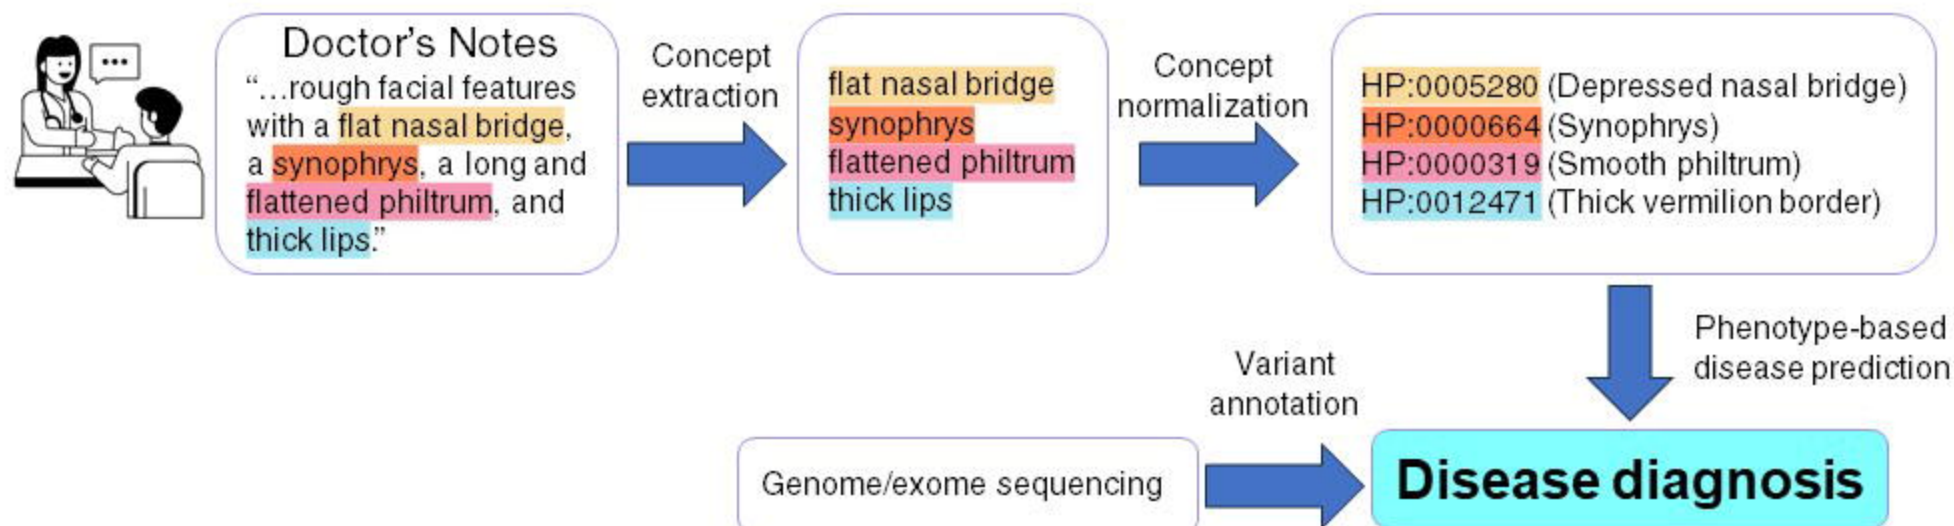 Doctor's Notes
“...rough facial features
with a flat nasal bridge,
a synophrys, a long and
flattened philtrum, and
thick lips.”
Concept
extraction
flat nasal bridge
synophrys
flattened philtrum
thick lips
Concept
normalization
HP:0005280 (Depressed nasal bridge)
HP:0000664 (Synophrys)
HP:0000319 (Smooth philtrum)
HP:0012471 (Thick vermilion border)
Phenotype-based
disease prediction
Variant
annotation
Genome/exome sequencing
Disease diagnosis